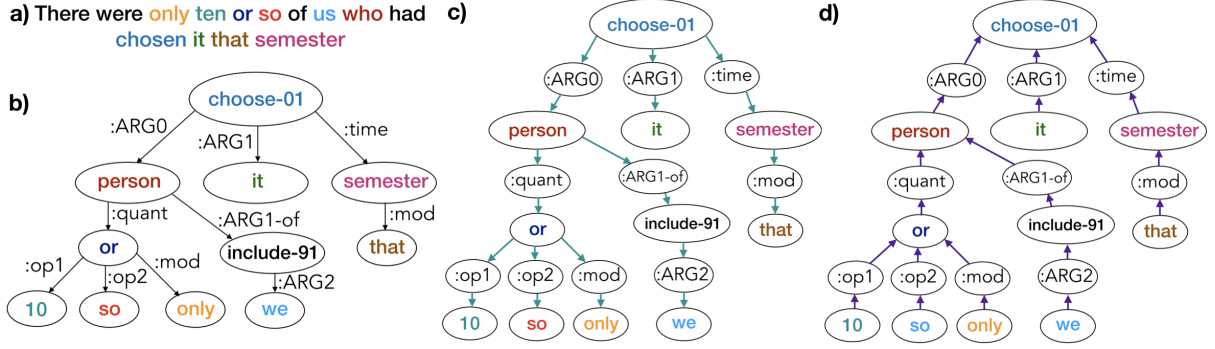 a) There were only ten or so of us who had
chosen it that semester
b)
choose-01
:ARG0
:ARG1
:time
person
it
semester
:quant
:ARG1-of
:mod
or
include-91
that
:op1
:op2
:mod
:ARG2
10
so
only
we
c)
choose-01
:ARG0
:ARG1
:time
person
it
semester
:quant
:ARG1-of
:mod
or
include-91
that
:op1
:op2
:mod
:ARG2
10
so
only
we
d)
choose-01
:ARG0
:ARG1
:time
person
it
semester
:quant
:ARG1-of
:mod
or
include-91
that
:op1
:op2
:mod
:ARG2
10
so
only
we